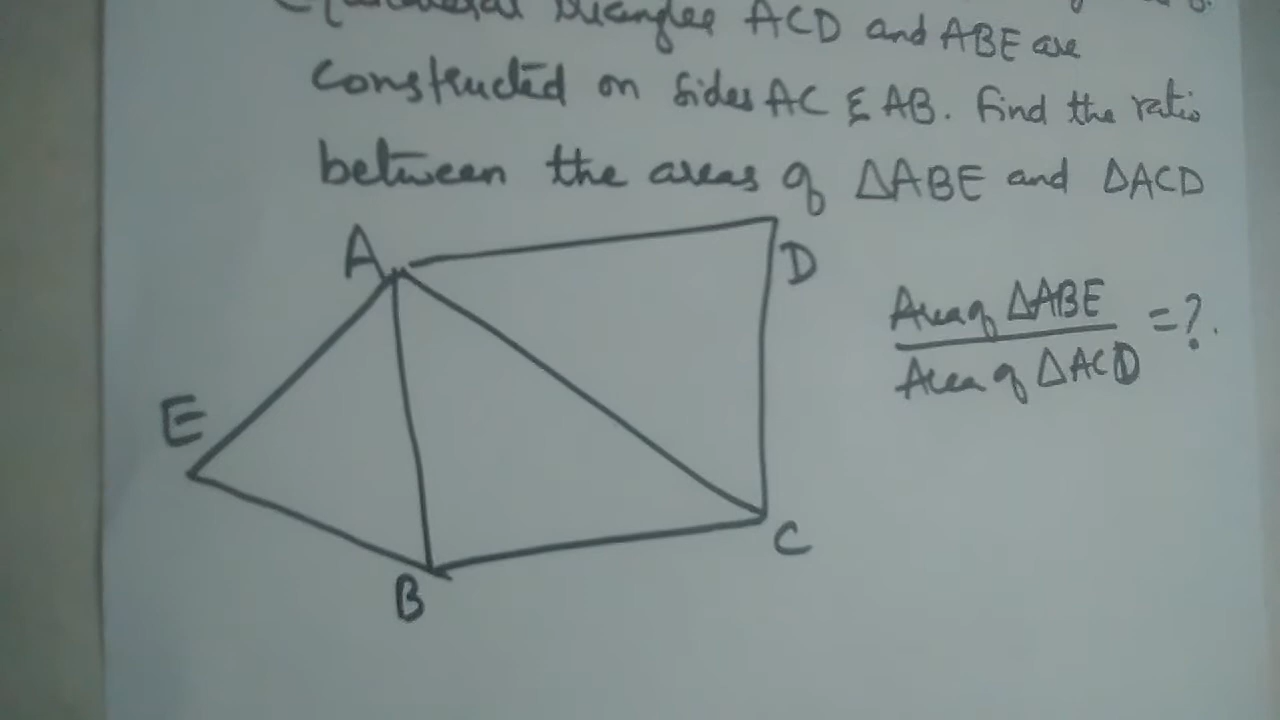 triangles ACD and ABE are
constructed on sides AC & AB. Find the ratio
between the areas of ΔABE and ΔACD
A
D
E
B
C
Area of ΔABE
= ?.
Area of ΔACD